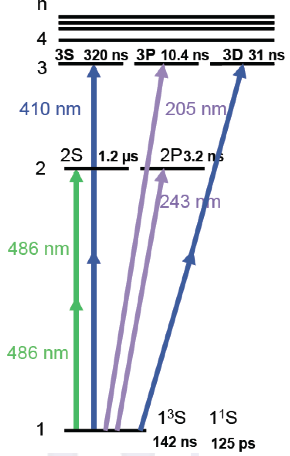 n
4
3S 320 ns 3P 10.4 ns 3D 31 ns
3
410 nm 205 nm
2S 1.2 µs 2P 3.2 ns
2
243 nm
486 nm
486 nm
1 1³S 1¹S
142 ns 125 ps